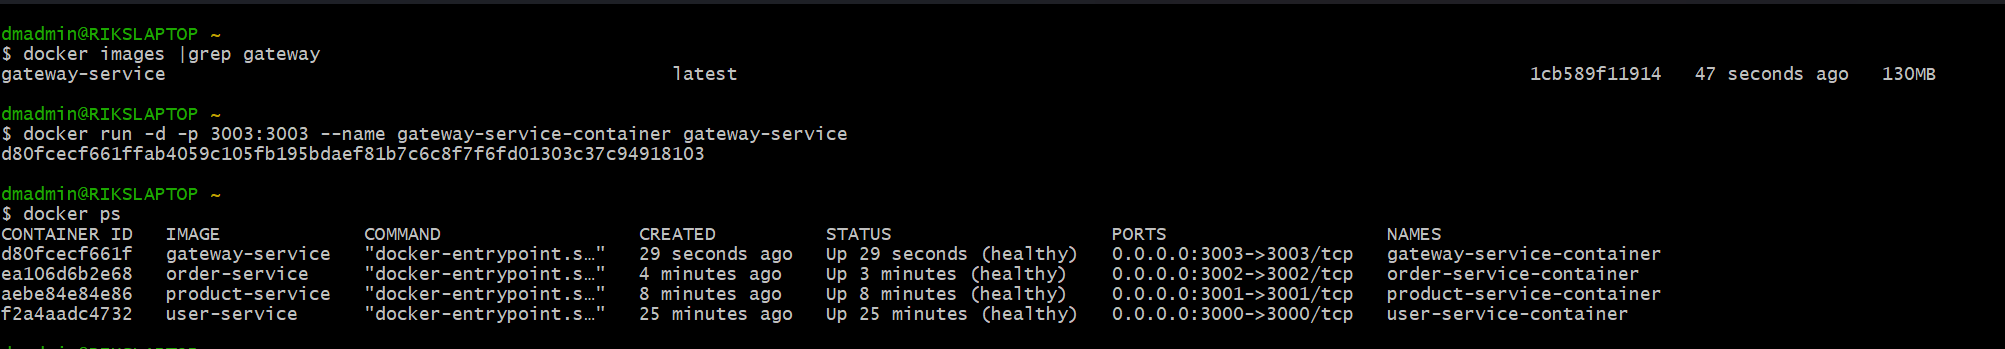 dmadmin@RIKSLAPTOP ~
$ docker images |grep gateway
gateway-service latest 1cb589f11914 47 seconds ago 130MB
dmadmin@RIKSLAPTOP ~
$ docker run -d -p 3003:3003 --name gateway-service-container gateway-service
d80fcecf661ffab4059c105fb195bdaef81b7c6c8f7f6fd01303c37c94918103
dmadmin@RIKSLAPTOP ~
$ docker ps
CONTAINER ID IMAGE COMMAND CREATED STATUS PORTS NAMES
d80fcecf661f gateway-service "docker-entrypoint.s…" 29 seconds ago Up 29 seconds (healthy) 0.0.0.0:3003->3003/tcp gateway-service-container
ea106d6b2e68 order-service "docker-entrypoint.s…" 4 minutes ago Up 3 minutes (healthy) 0.0.0.0:3002->3002/tcp order-service-container
aebe84e84e86 product-service "docker-entrypoint.s…" 8 minutes ago Up 8 minutes (healthy) 0.0.0.0:3001->3001/tcp product-service-container
f2a4aadc4732 user-service "docker-entrypoint.s…" 25 minutes ago Up 25 minutes (healthy) 0.0.0.0:3000->3000/tcp user-service-container